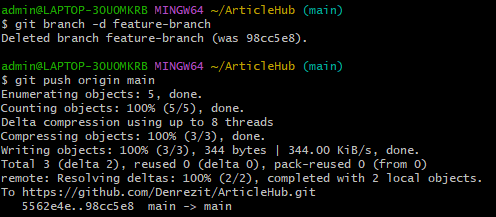 admin@LAPTOP-3OUOMKRB MINGW64 ~/ArticleHub (main)
$ git branch -d feature-branch
Deleted branch feature-branch (was 98cc5e8).
admin@LAPTOP-3OUOMKRB MINGW64 ~/ArticleHub (main)
$ git push origin main
Enumerating objects: 5, done.
Counting objects: 100% (5/5), done.
Delta compression using up to 8 threads
Compressing objects: 100% (3/3), done.
Writing objects: 100% (3/3), 344 bytes | 344.00 KiB/s, done.
Total 3 (delta 2), reused 0 (delta 0), pack-reused 0 (from 0)
remote: Resolving deltas: 100% (2/2), completed with 2 local objects.
To https://github.com/Denrezit/ArticleHub.git
   5562e4e..98cc5e8  main -> main